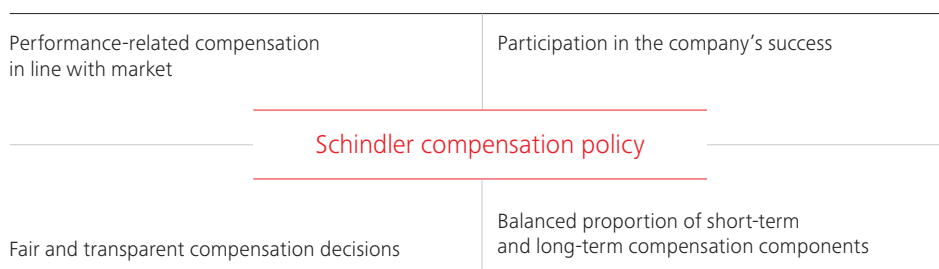 Performance-related compensation
in line with market
Participation in the company’s success
Schindler compensation policy
Fair and transparent compensation decisions
Balanced proportion of short-term
and long-term compensation components